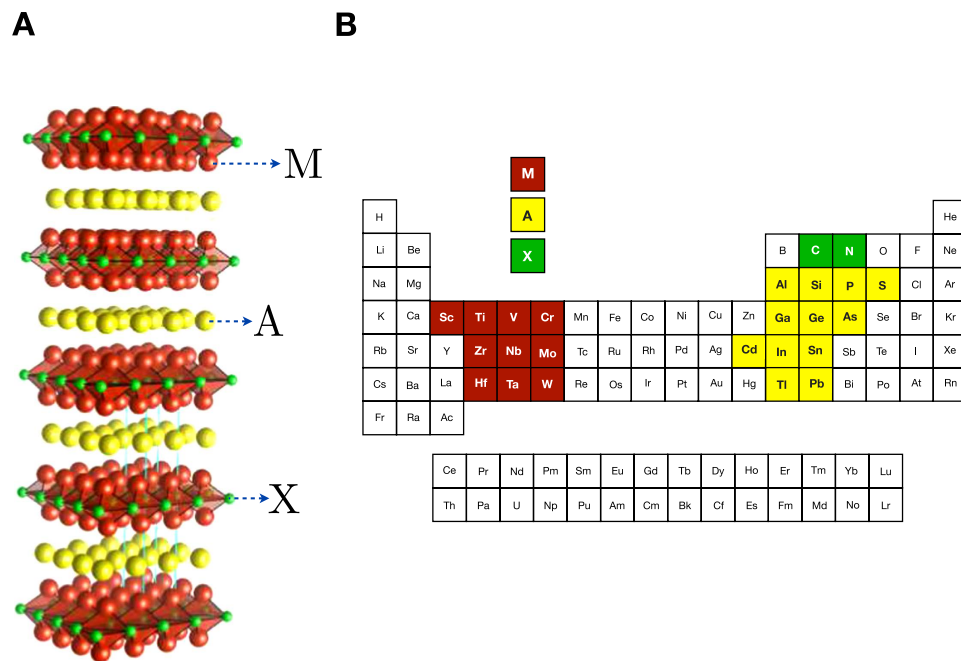 A B
M
A
X
M
A
X
H He
Li Be B C N O F Ne
Na Mg Al Si P S Cl Ar
K Ca Sc Ti V Cr Mn Fe Co Ni Cu Zn Ga Ge As Se Br Kr
Rb Sr Y Zr Nb Mo Tc Ru Rh Pd Ag Cd In Sn Sb Te I Xe
Cs Ba La Hf Ta W Re Os Ir Pt Au Hg Tl Pb Bi Po At Rn
Fr Ra Ac
Ce Pr Nd Pm Sm Eu Gd Tb Dy Ho Er Tm Yb Lu
Th Pa U Np Pu Am Cm Bk Cf Es Fm Md No Lr